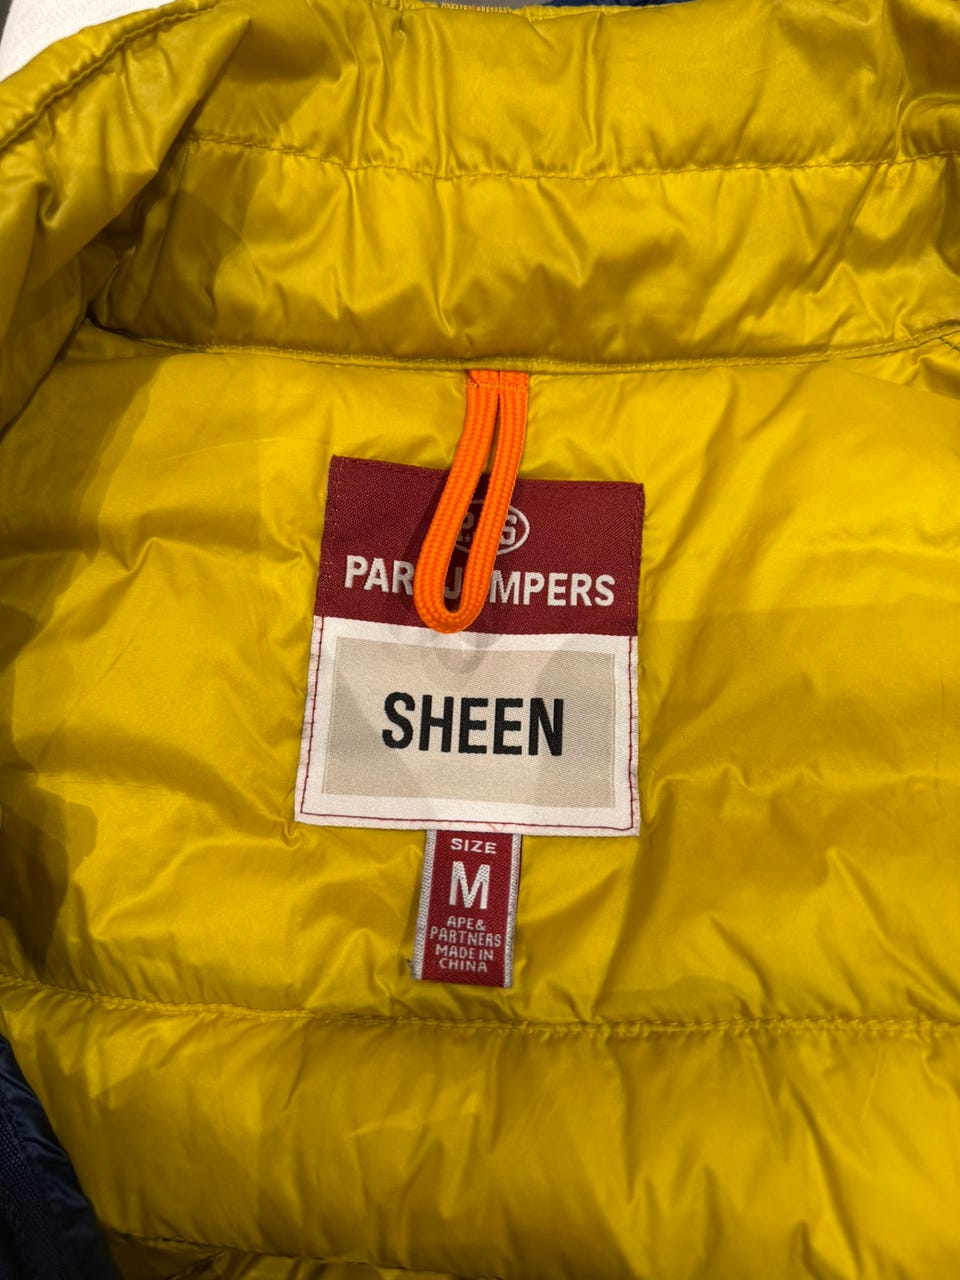 SHEEN
SIZE
M
APE&
PARTNERS
MADE IN
CHINA